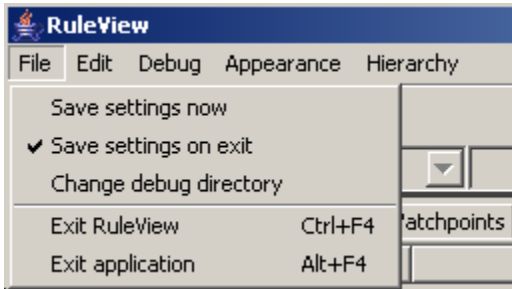 RuleView
File Edit Debug Appearance Hierarchy
Save settings now
Save settings on exit
Change debug directory
Exit RuleView Ctrl+F4
atchpoints
Exit application Alt+F4